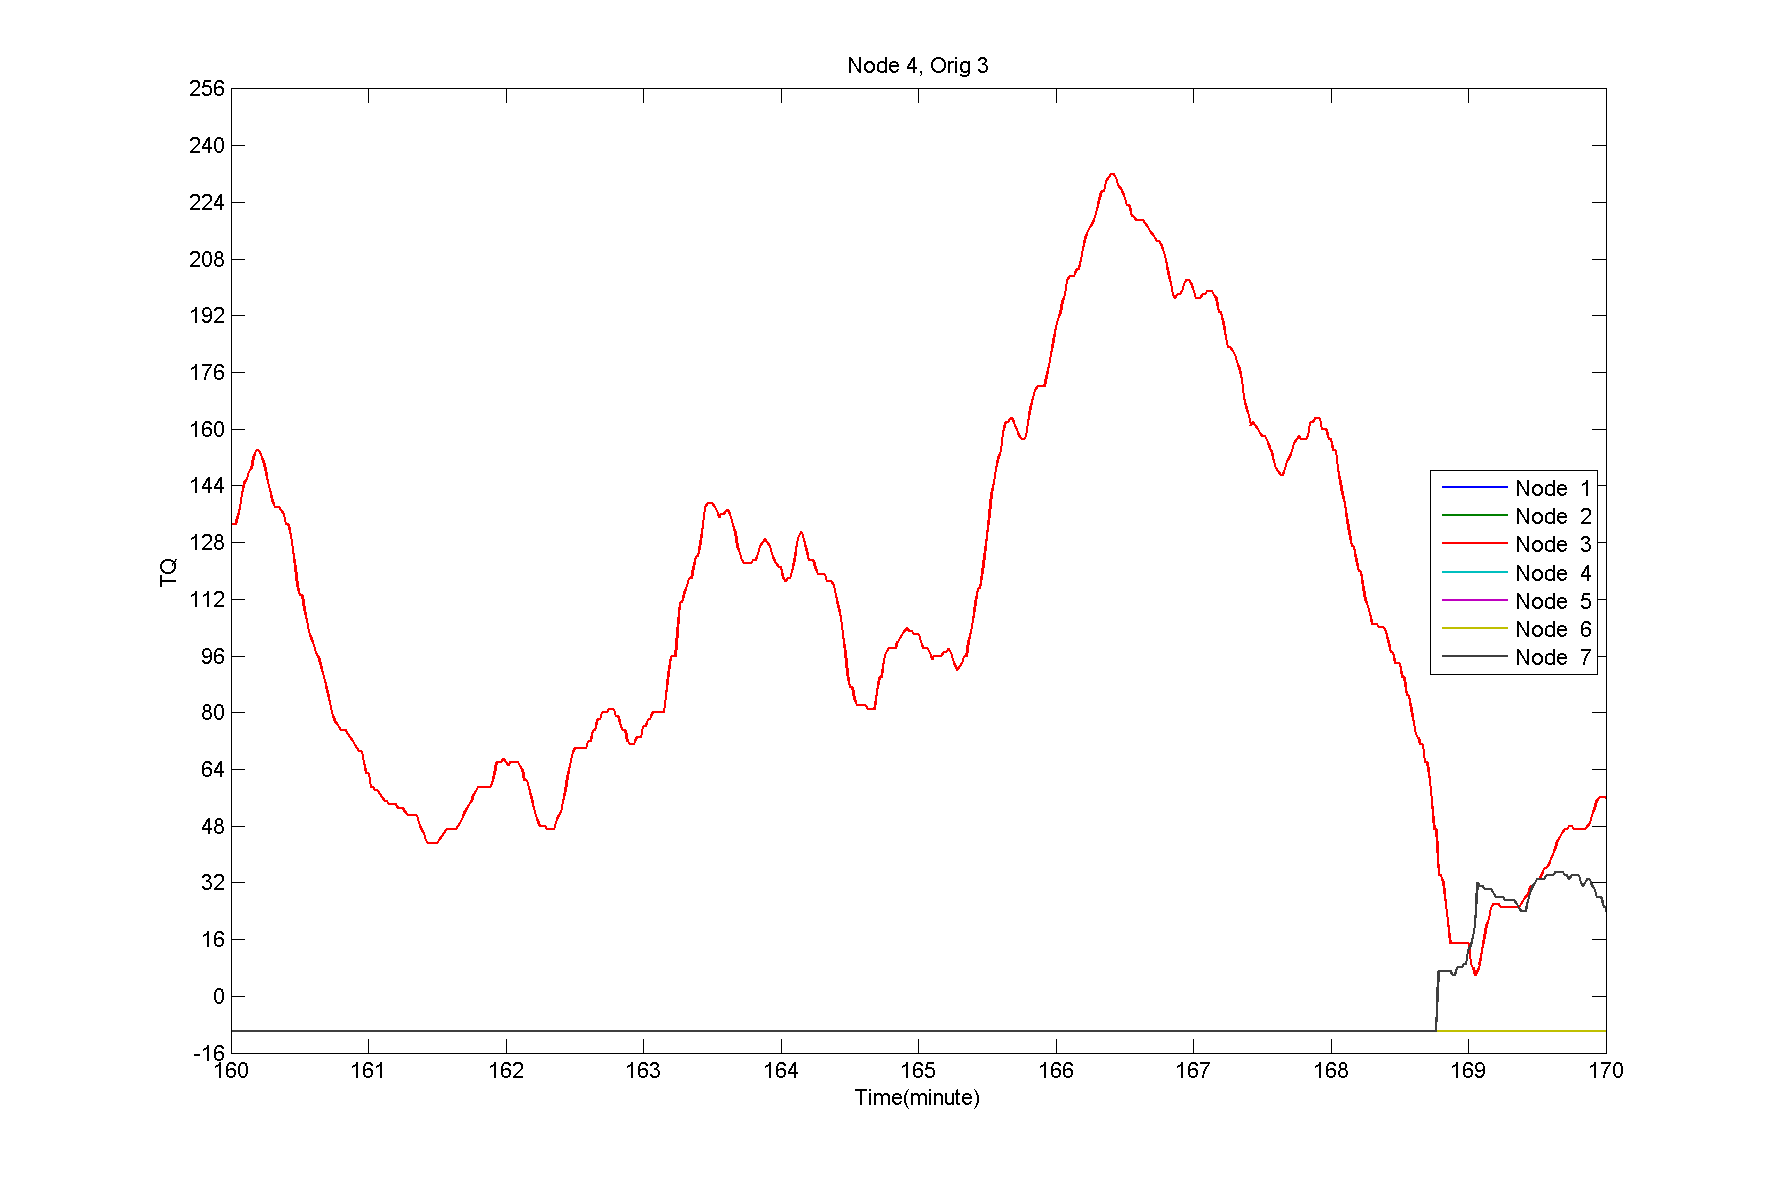 Node 4, Orig 3
256
240
224
208
192
176
160
144
128
112
96
80
64
48
32
16
0
-16
TQ
Node 1
Node 2
Node 3
Node 4
Node 5
Node 6
Node 7
160 161 162 163 164 165 166 167 168 169 170
Time(minute)